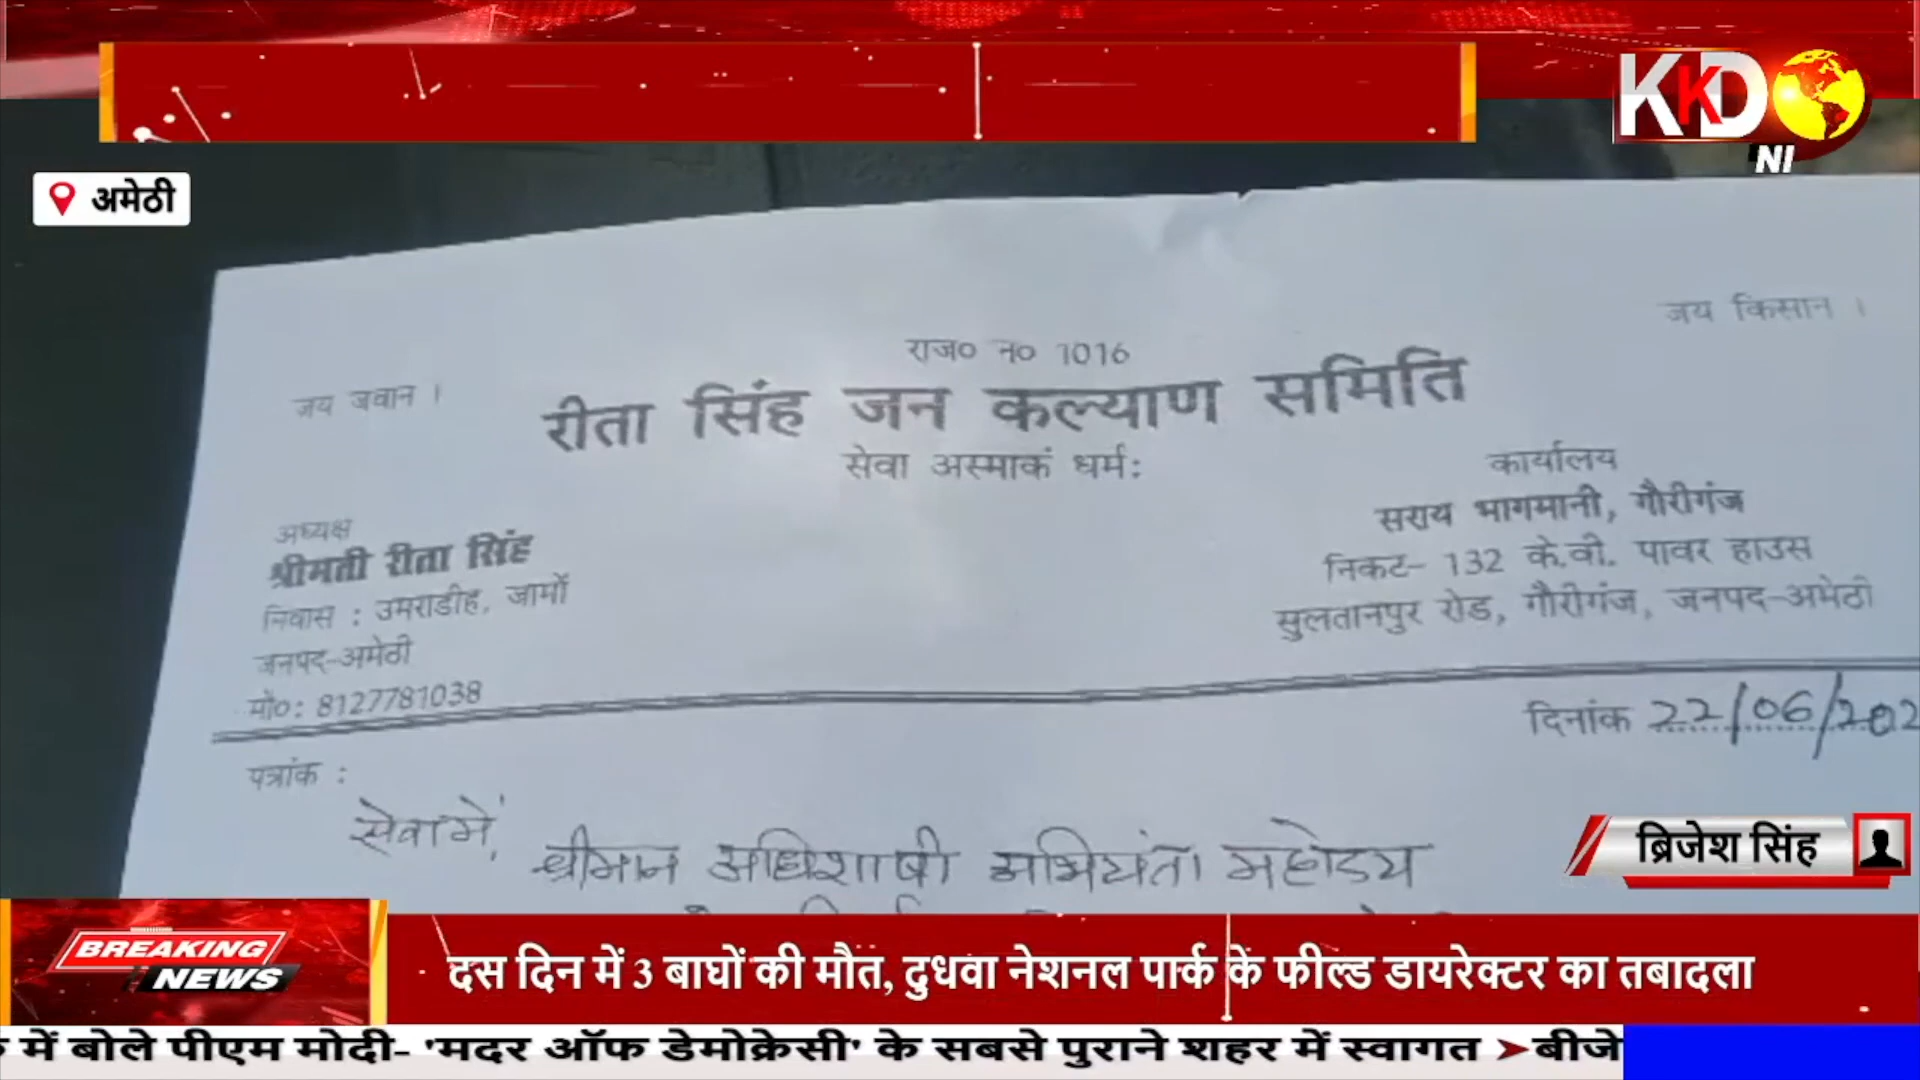 KKD
NI
अमेठी
जय किसान ।
राज० न० 1016
जय जवान ।
रीता सिंह जन कल्याण समिति
सेवा अस्माकं धर्म:
अध्यक्ष
श्रीमती रीता सिंह
निवास : उमराडीह, जामों
जनपद-अमेठी
मो०: 8127781038
कार्यालय
सराय भागमानी, गौरीगंज
निकट- 132 के.वी. पावर हाउस
सुलतानपुर रोड, गौरीगंज, जनपद-अमेठी
दिनांक 22/06/202
पत्रांक :
सेवा में,
श्रीमान अधिशाषी अभियंता महोदय
ब्रिजेश सिंह
BREAKING
NEWS
दस दिन में 3 बाघों की मौत, दुधवा नेशनल पार्क के फील्ड डायरेक्टर का तबादला
में बोले पीएम मोदी- 'मदर ऑफ डेमोक्रेसी' के सबसे पुराने शहर में स्वागत ➤बीजे